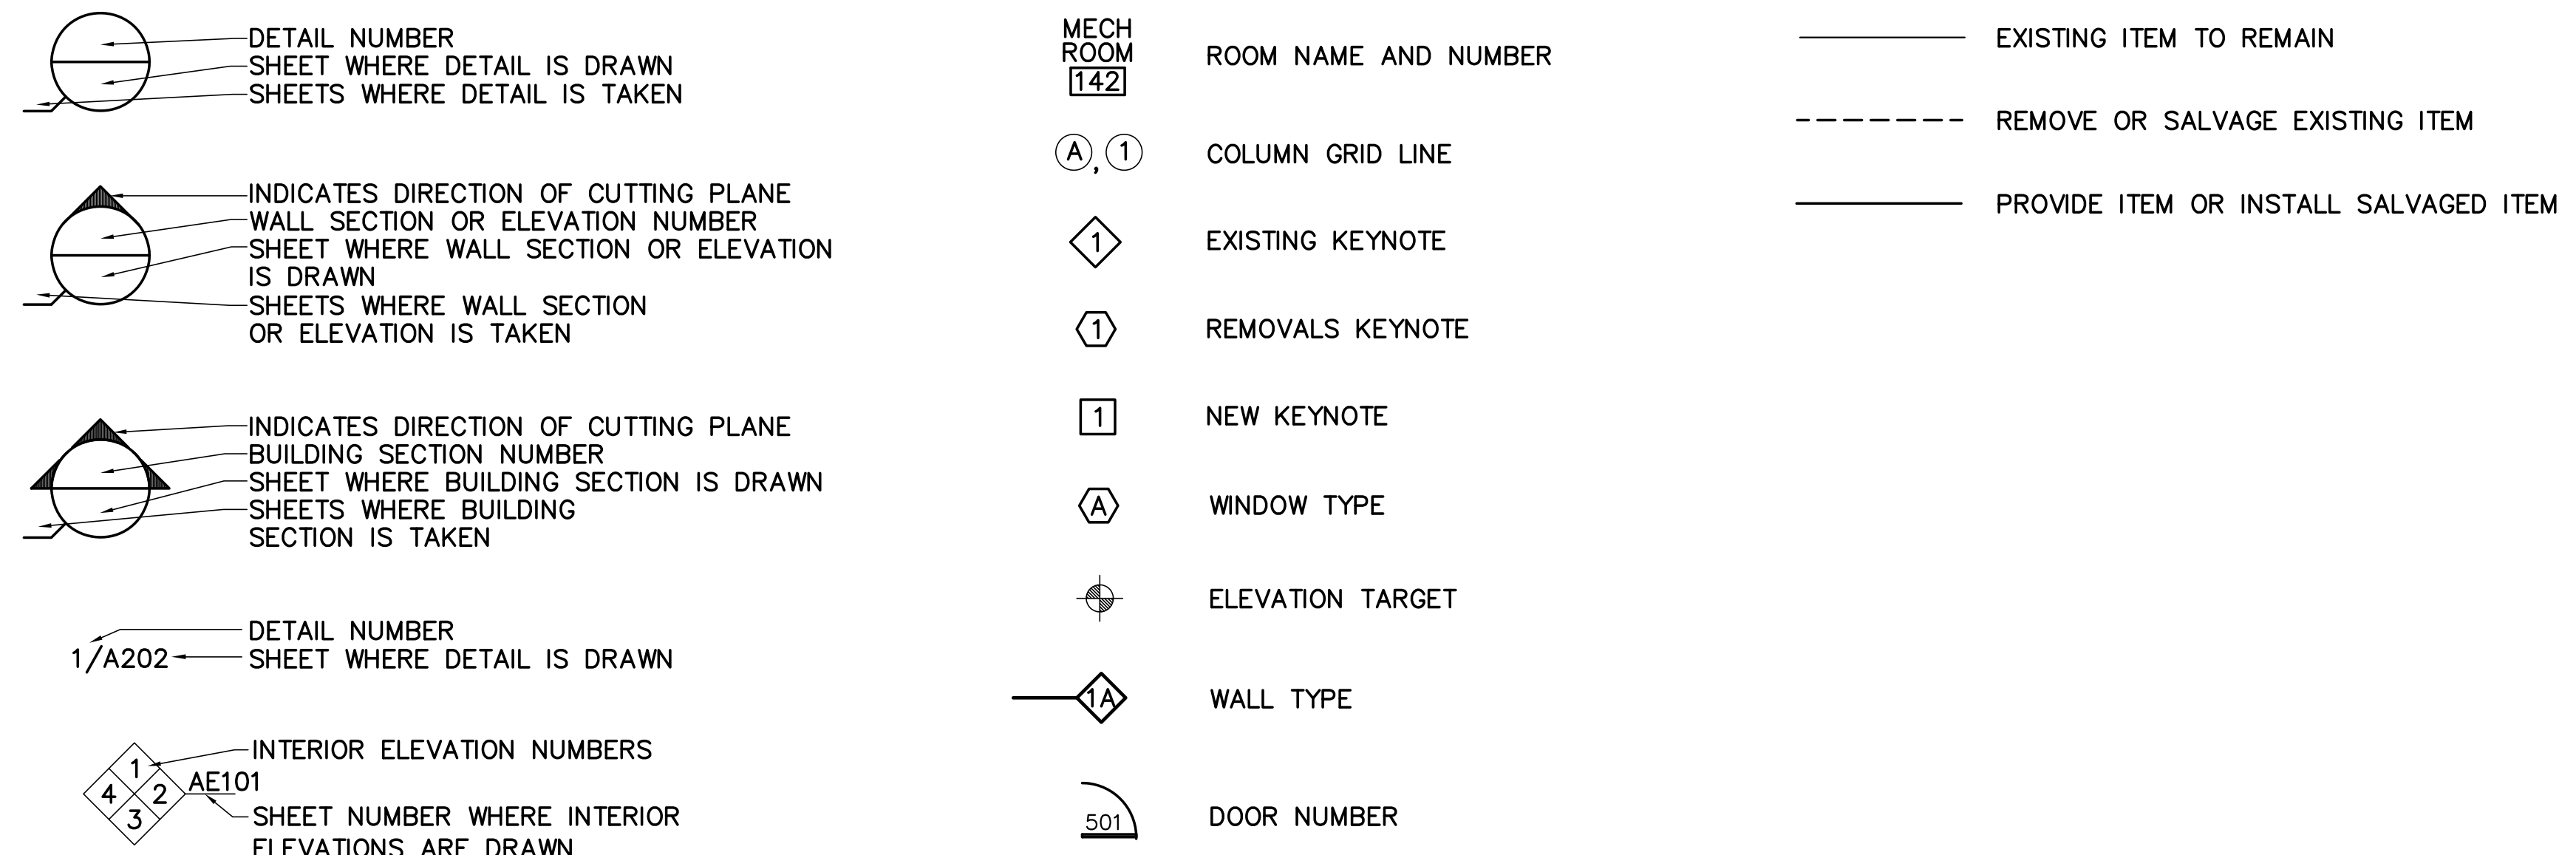 DETAIL NUMBER
SHEET WHERE DETAIL IS DRAWN
SHEETS WHERE DETAIL IS TAKEN
INDICATES DIRECTION OF CUTTING PLANE
WALL SECTION OR ELEVATION NUMBER
SHEET WHERE WALL SECTION OR ELEVATION
IS DRAWN
SHEETS WHERE WALL SECTION
OR ELEVATION IS TAKEN
INDICATES DIRECTION OF CUTTING PLANE
BUILDING SECTION NUMBER
SHEET WHERE BUILDING SECTION IS DRAWN
SHEETS WHERE BUILDING
SECTION IS TAKEN
DETAIL NUMBER
1/A202 SHEET WHERE DETAIL IS DRAWN
INTERIOR ELEVATION NUMBERS
1
AE101
4 2
3
SHEET NUMBER WHERE INTERIOR
ELEVATIONS ARE DRAWN
MECH
ROOM
142
ROOM NAME AND NUMBER
A, 1 COLUMN GRID LINE
1 EXISTING KEYNOTE
1 REMOVALS KEYNOTE
1 NEW KEYNOTE
A WINDOW TYPE
ELEVATION TARGET
1A WALL TYPE
501 DOOR NUMBER
EXISTING ITEM TO REMAIN
REMOVE OR SALVAGE EXISTING ITEM
PROVIDE ITEM OR INSTALL SALVAGED ITEM